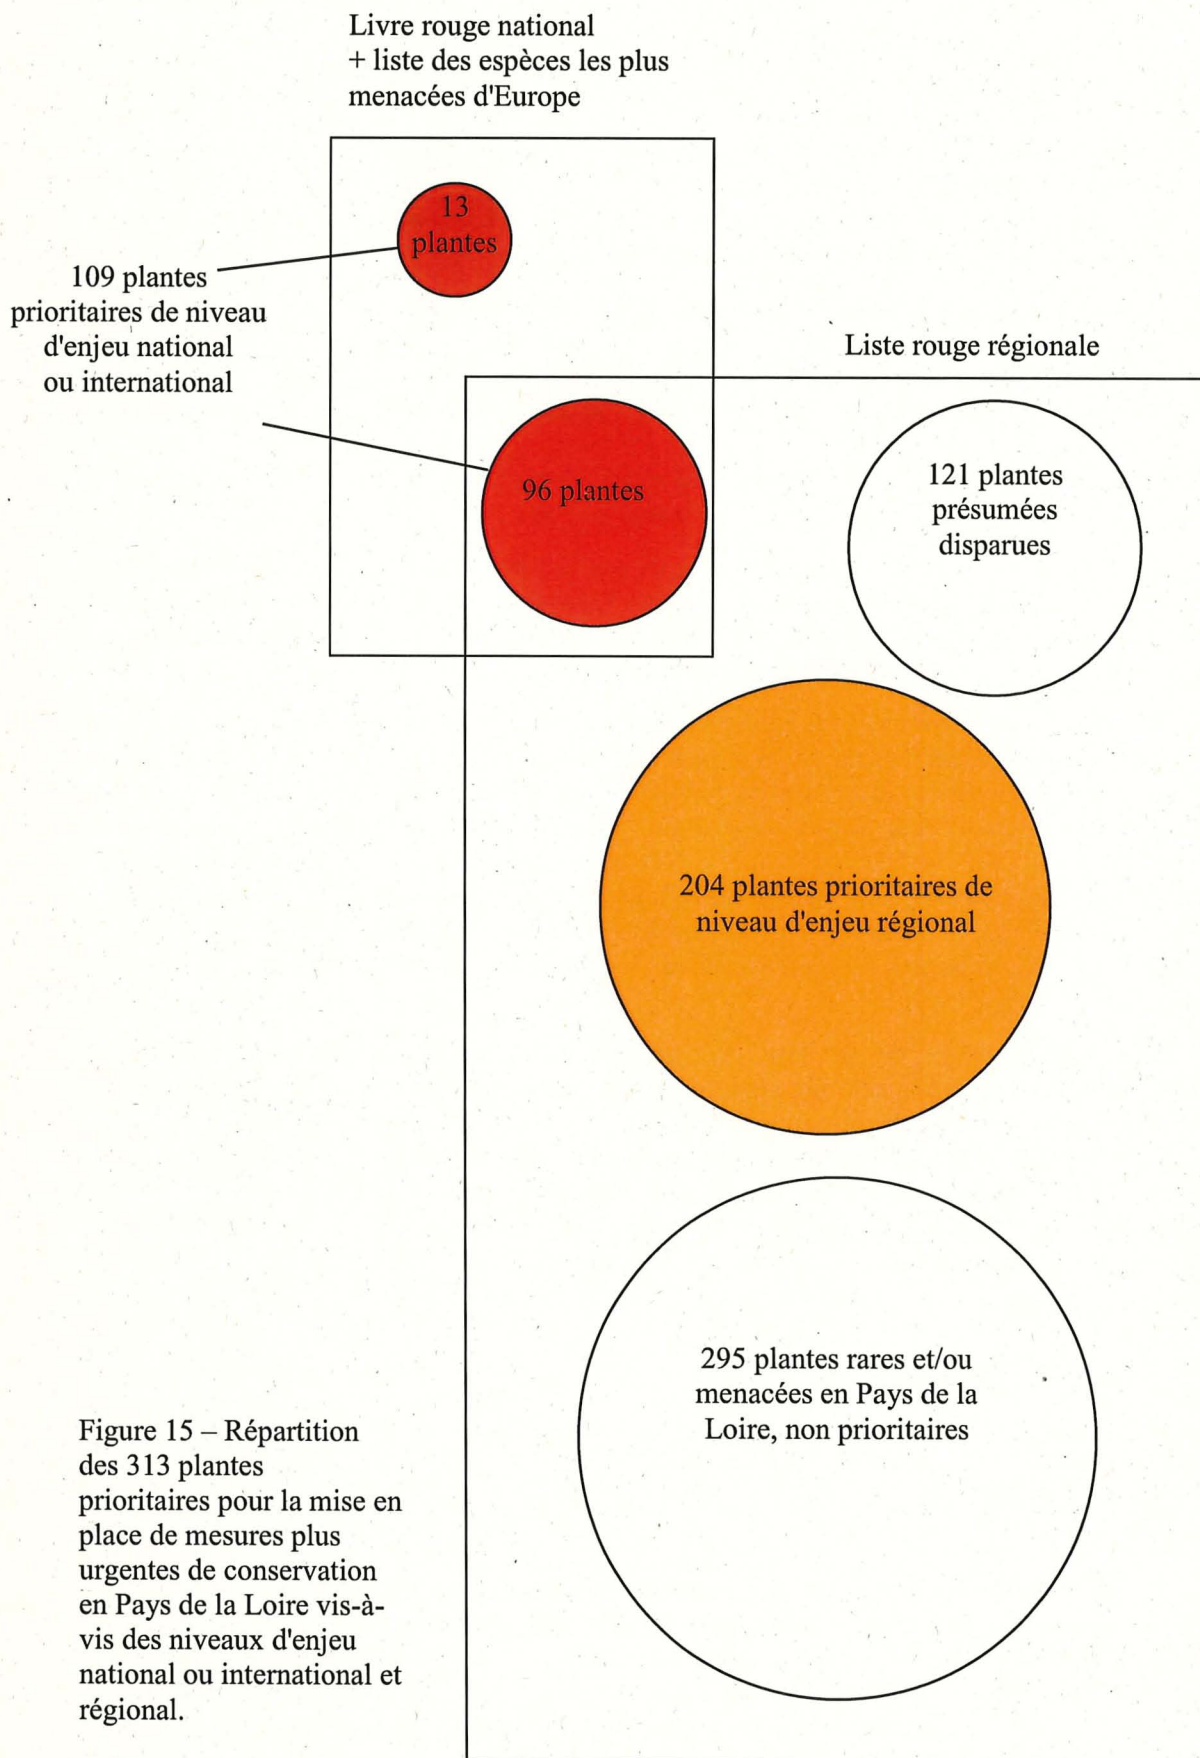 Livre rouge national
+ liste des espèces les plus
menacées d'Europe
13
plantes
109 plantes
prioritaires de niveau
d'enjeu national
ou international
Liste rouge régionale
96 plantes
121 plantes
présumées
disparues
204 plantes prioritaires de
niveau d'enjeu régional
295 plantes rares et/ou
menacées en Pays de la
Loire, non prioritaires
Figure 15 – Répartition
des 313 plantes
prioritaires pour la mise en
place de mesures plus
urgentes de conservation
en Pays de la Loire vis-à-
vis des niveaux d'enjeu
national ou international et
régional.